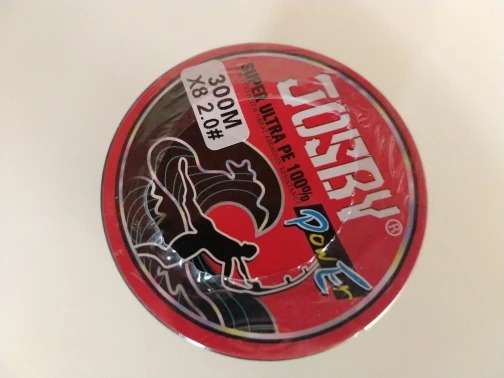 JOSBY®
PowEr
SUPER ULTRA PE 100%
300M
X8 2.0#